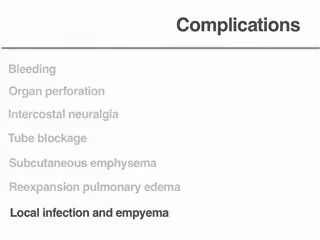 Complications
Bleeding
Organ perforation
Intercostal neuralgia
Tube blockage
Subcutaneous emphysema
Reexpansion pulmonary edema
Local infection and empyema